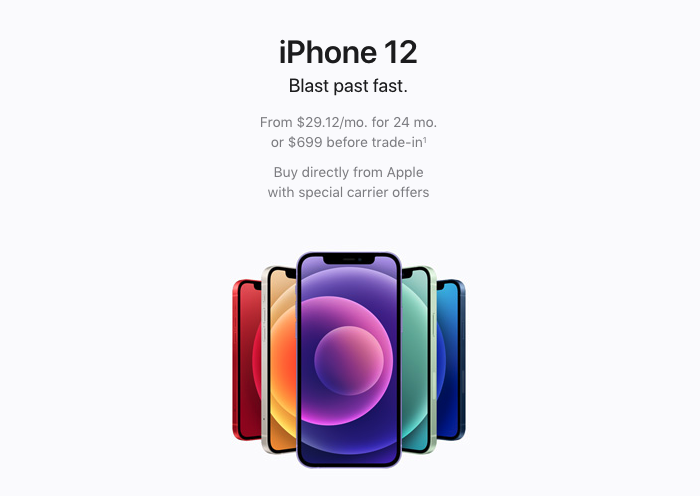 iPhone 12
Blast past fast.
From $29.12/mo. for 24 mo.
or $699 before trade-in¹
Buy directly from Apple
with special carrier offers